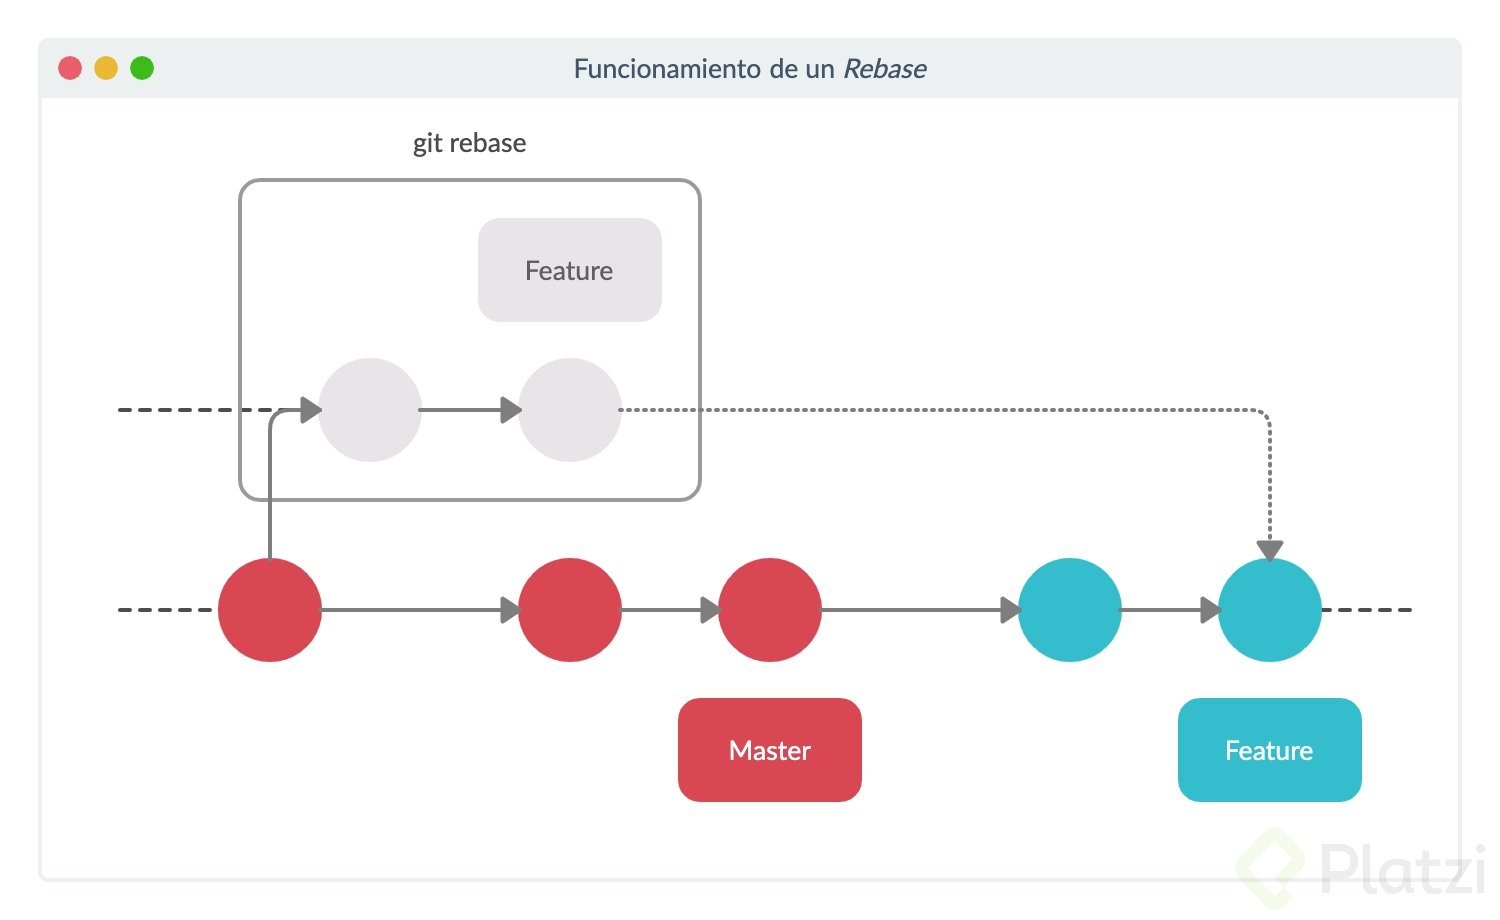 Funcionamiento de un Rebase
git rebase
Feature
Master
Feature
Platzi